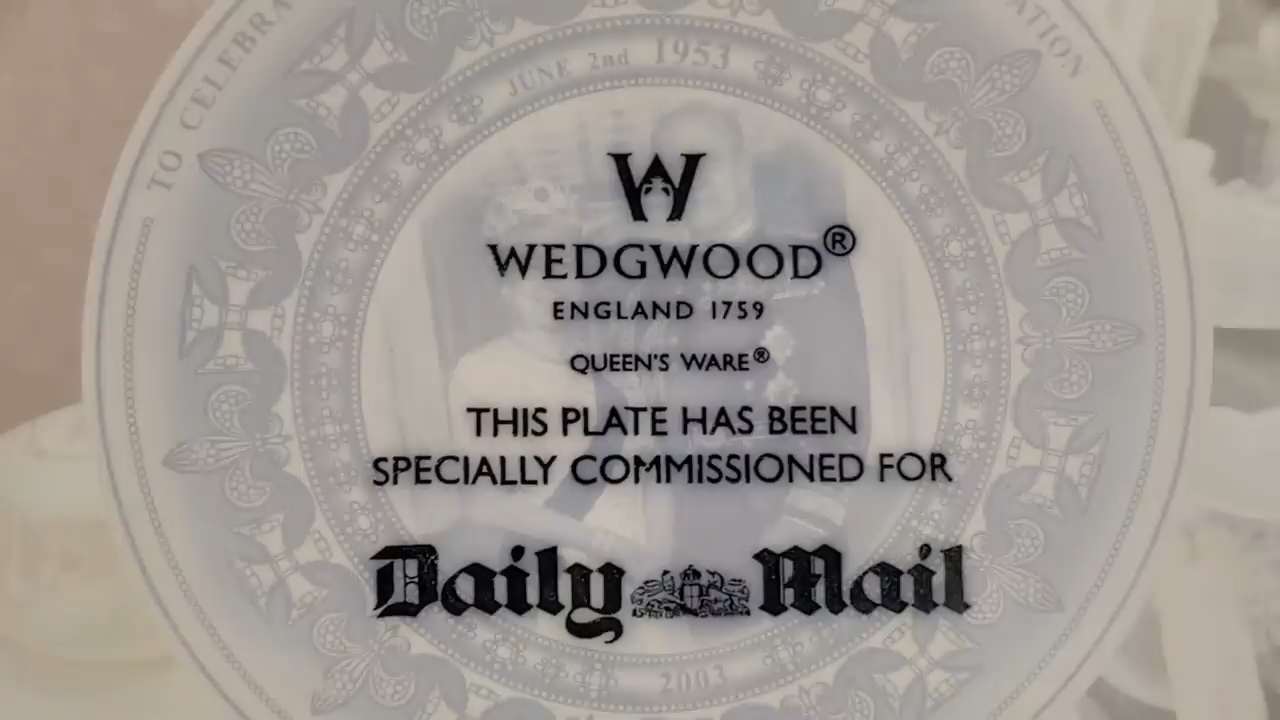 TO CELEBRA
ATION
JUNE 2nd 1953
W
WEDGWOOD®
ENGLAND 1759
QUEEN'S WARE®
THIS PLATE HAS BEEN
SPECIALLY COMMISSIONED FOR
Daily Mail
2003